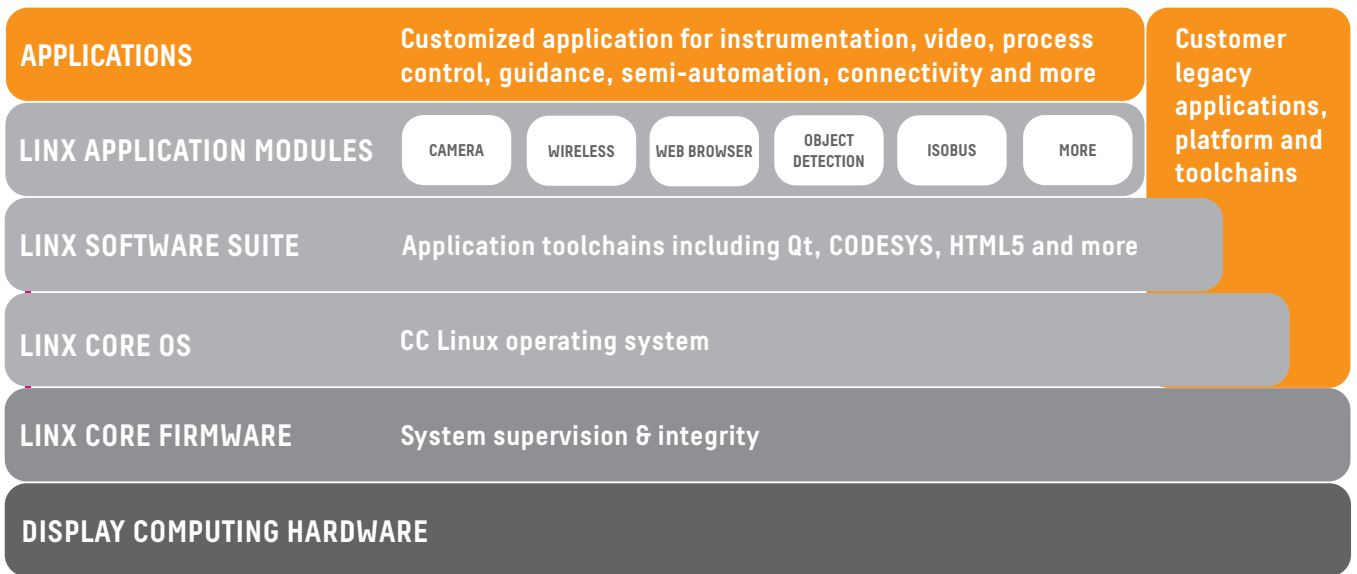 APPLICATIONS
Customized application for instrumentation, video, process
control, guidance, semi-automation, connectivity and more
Customer
legacy
applications,
platform and
toolchains
LINX APPLICATION MODULES
CAMERA
WIRELESS
WEB BROWSER
OBJECT
DETECTION
ISOBUS
MORE
LINX SOFTWARE SUITE
Application toolchains including Qt, CODESYS, HTML5 and more
LINX CORE OS
CC Linux operating system
LINX CORE FIRMWARE
System supervision & integrity
DISPLAY COMPUTING HARDWARE